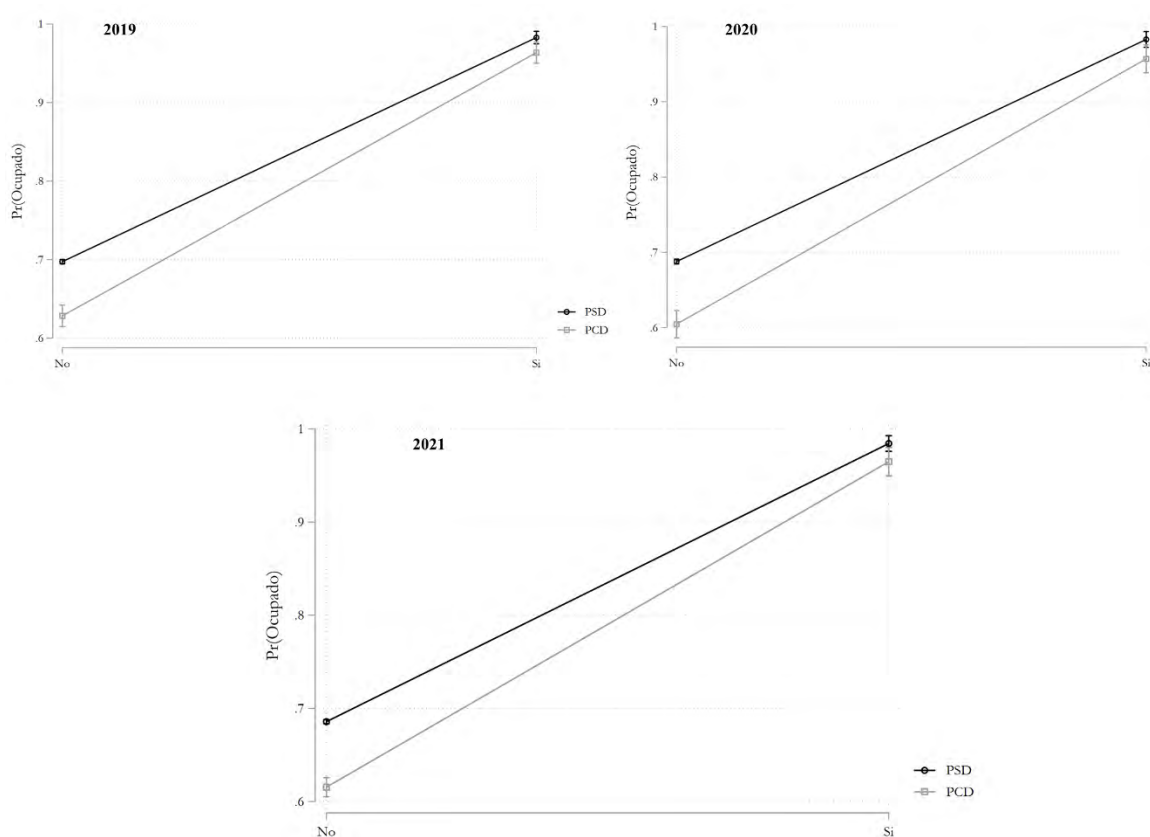 2019
1
.9
.8
.7
.6
Pr(Ocupado)
No
Si
PSD
PCD
2020
1
.9
.8
.7
.6
Pr(Ocupado)
No
Si
2021
1
.9
.8
.7
.6
Pr(Ocupado)
No
Si
PSD
PCD